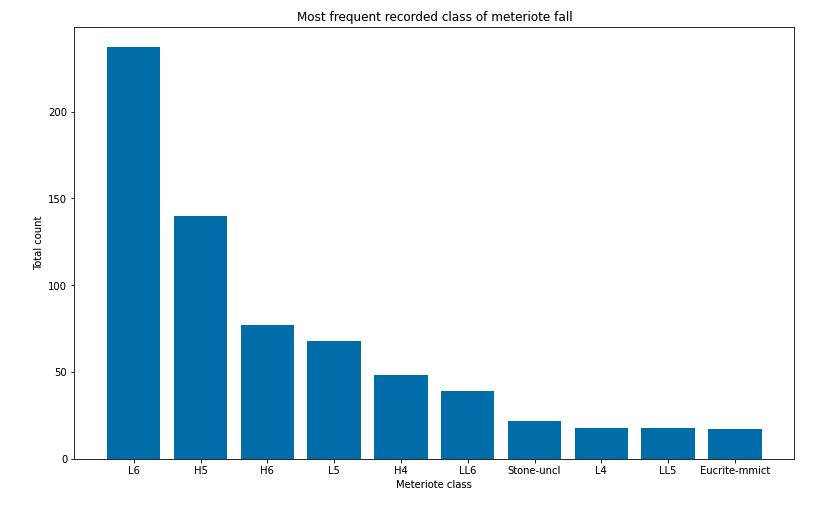 Most frequent recorded class of meteriote fall
Total count
200
150
100
50
0
L6 H5 H6 L5 H4 LL6 Stone-uncl L4 LL5 Eucrite-mmict
Meteriote class